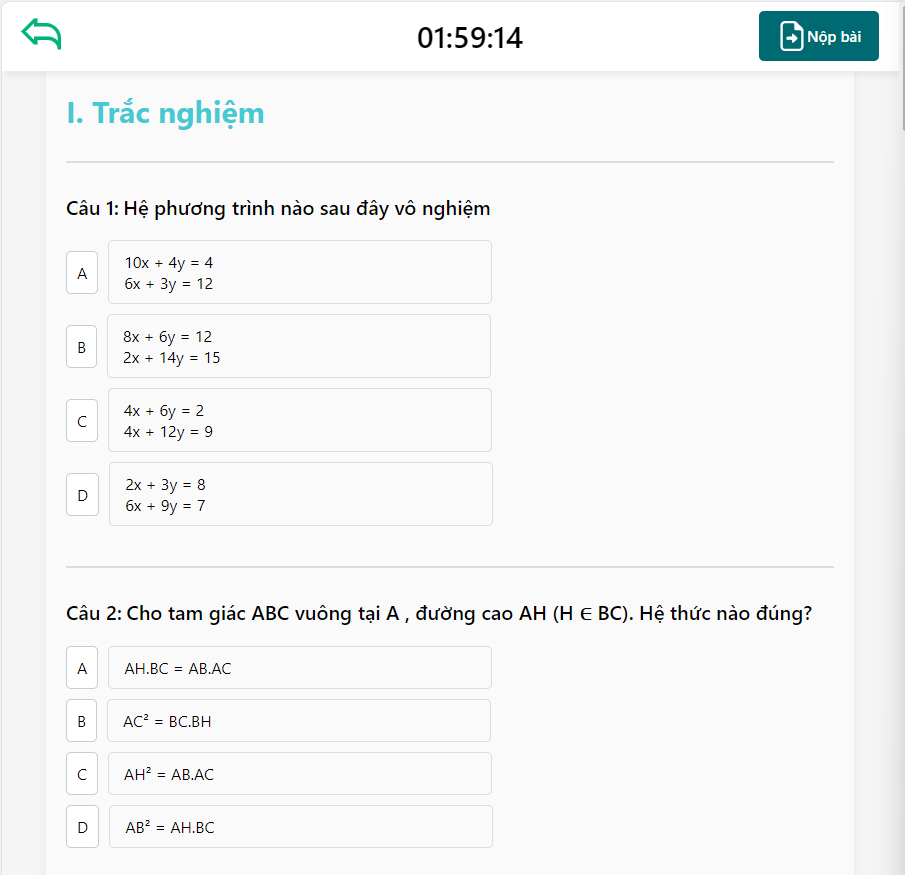 01:59:14
Nộp bài
I. Trắc nghiệm
Câu 1: Hệ phương trình nào sau đây vô nghiệm
A
10x + 4y = 4
6x + 3y = 12
B
8x + 6y = 12
2x + 14y = 15
C
4x + 6y = 2
4x + 12y = 9
D
2x + 3y = 8
6x + 9y = 7
Câu 2: Cho tam giác ABC vuông tại A , đường cao AH (H ∈ BC). Hệ thức nào đúng?
A
AH.BC = AB.AC
B
AC² = BC.BH
C
AH² = AB.AC
D
AB² = AH.BC